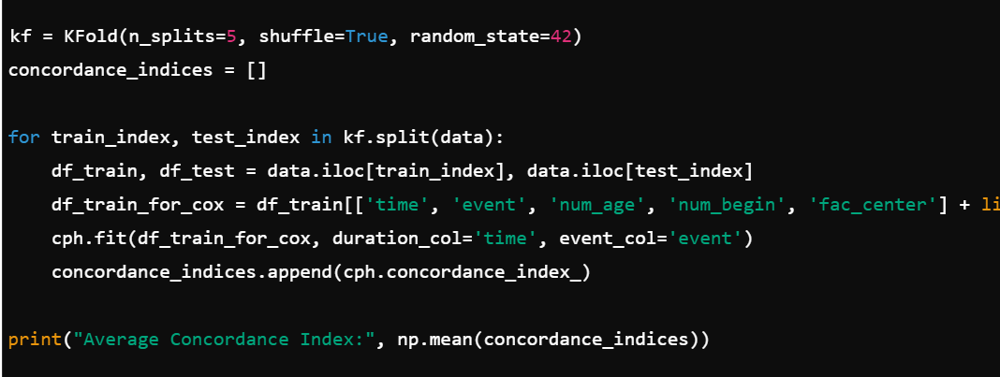 kf = KFold(n_splits=5, shuffle=True, random_state=42)
concordance_indices = []
for train_index, test_index in kf.split(data):
    df_train, df_test = data.iloc[train_index], data.iloc[test_index]
    df_train_for_cox = df_train[['time', 'event', 'num_age', 'num_begin', 'fac_center'] + li
    cph.fit(df_train_for_cox, duration_col='time', event_col='event')
    concordance_indices.append(cph.concordance_index_)
print("Average Concordance Index:", np.mean(concordance_indices))